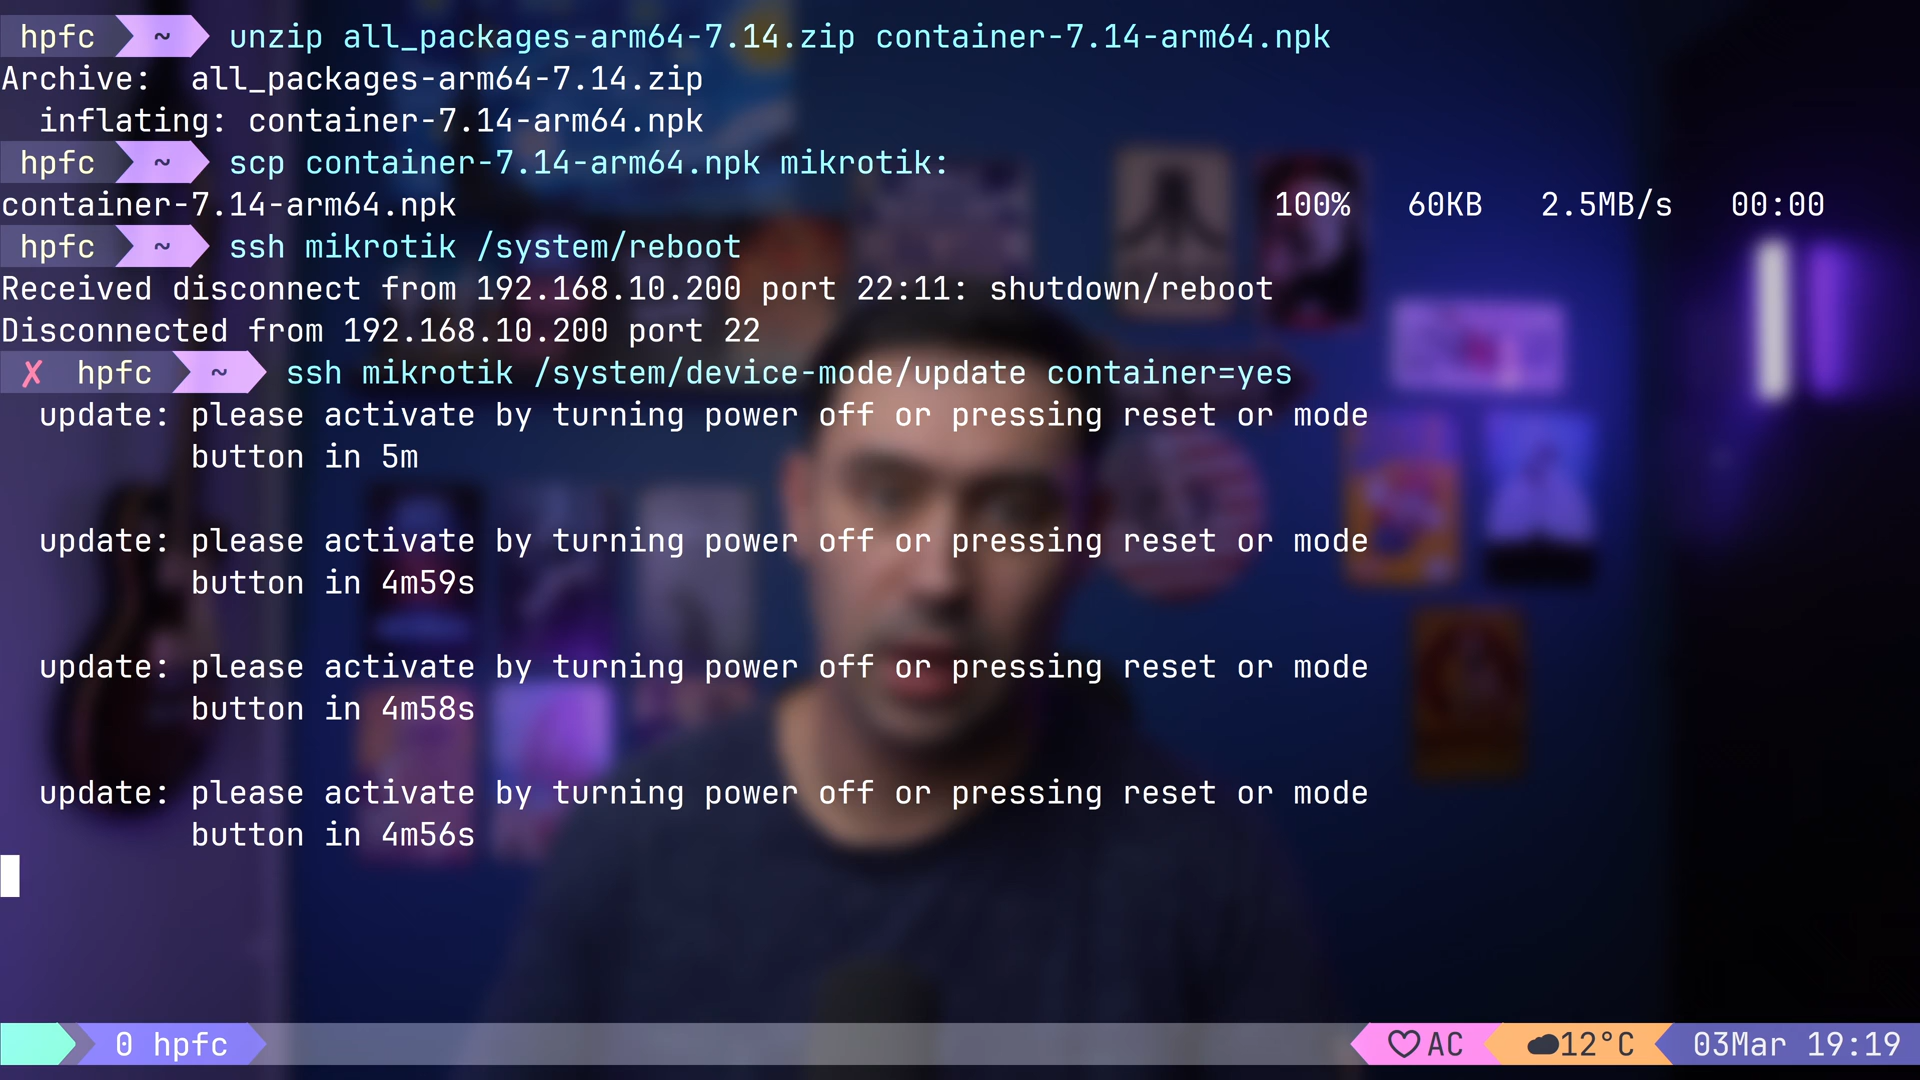 hpfc ~ unzip all_packages-arm64-7.14.zip container-7.14-arm64.npk
Archive: all_packages-arm64-7.14.zip
inflating: container-7.14-arm64.npk
hpfc ~ scp container-7.14-arm64.npk mikrotik:
container-7.14-arm64.npk 100% 60KB 2.5MB/s 00:00
hpfc ~ ssh mikrotik /system/reboot
Received disconnect from 192.168.10.200 port 22:11: shutdown/reboot
Disconnected from 192.168.10.200 port 22
✗ hpfc ~ ssh mikrotik /system/device-mode/update container=yes
update: please activate by turning power off or pressing reset or mode
button in 5m
update: please activate by turning power off or pressing reset or mode
button in 4m59s
update: please activate by turning power off or pressing reset or mode
button in 4m58s
update: please activate by turning power off or pressing reset or mode
button in 4m56s
0 hpfc ♡ AC ☁12°C 03Mar 19:19